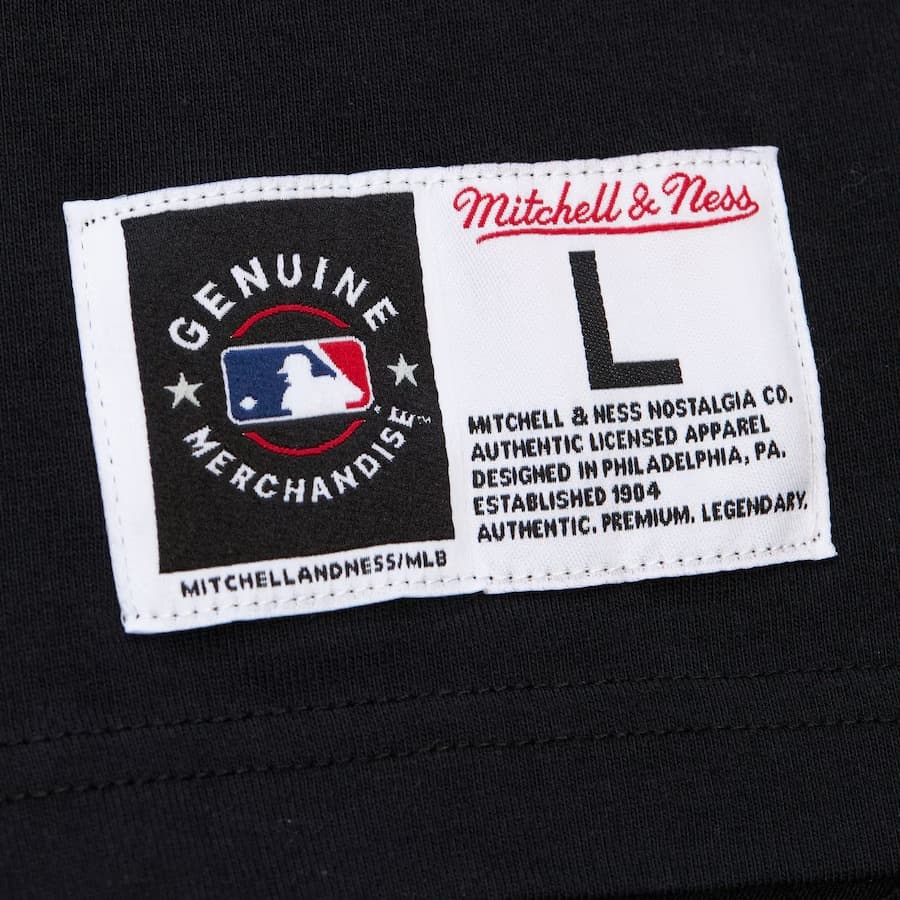 GENUINE
MERCHANDISE™
MITCHELLANDNESS/MLB
Mitchell & Ness
L
MITCHELL & NESS NOSTALGIA CO.
AUTHENTIC LICENSED APPAREL
DESIGNED IN PHILADELPHIA, PA.
ESTABLISHED 1904
AUTHENTIC. PREMIUM. LEGENDARY.